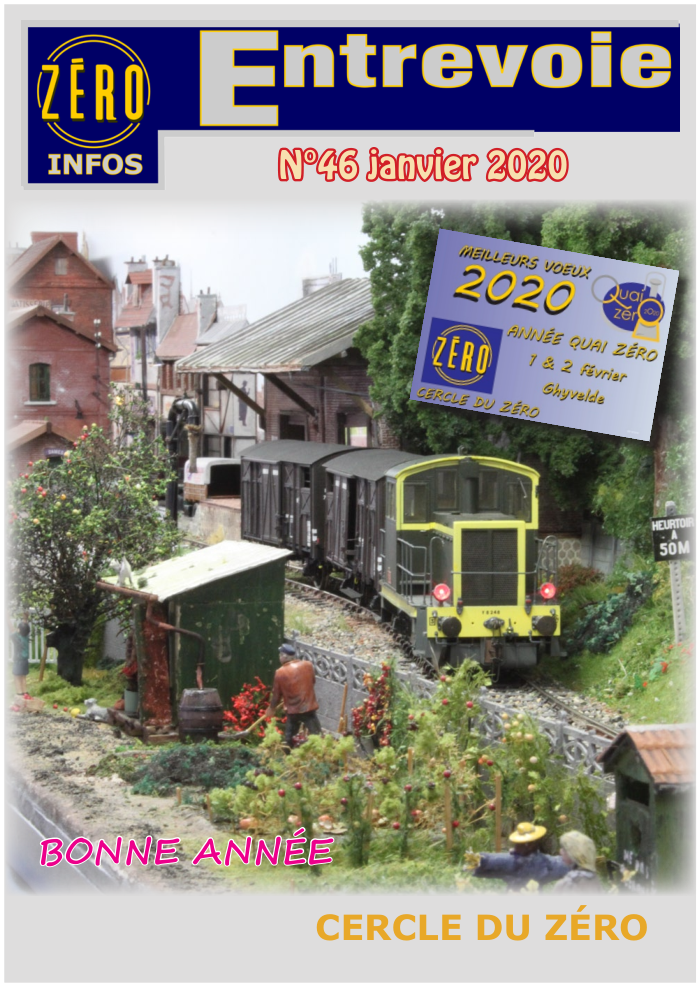 ZÉRO
INFOS
Entrevoie
N°46 janvier 2020
MEILLEURS VOEUX
2020
Quai
zéro
2020
ANNÉE QUAI ZÉRO
1 & 2 Février
Ghyvelde
ZÉRO
CERCLE DU ZÉRO
HEURTOIR
A
50M
BONNE ANNÉE
CERCLE DU ZÉRO